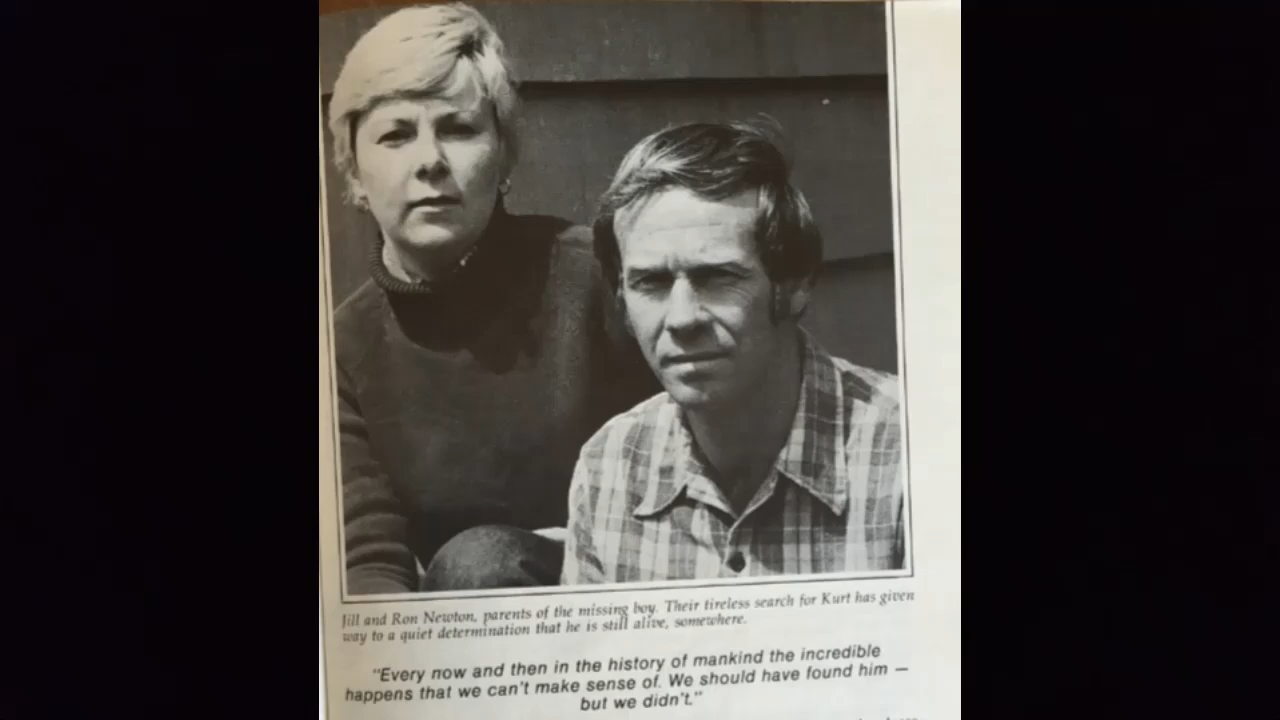 Jill and Ron Newton, parents of the missing boy. Their tireless search for Kurt has given
way to a quiet determination that he is still alive, somewhere.
"Every now and then in the history of mankind the incredible
happens that we can't make sense of. We should have found him —
but we didn't."